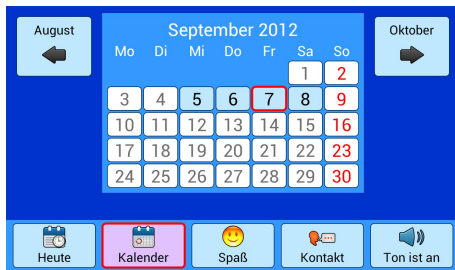 August
September 2012
Oktober
Mo Di Mi Do Fr Sa So
1 2
3 4 5 6 7 8 9
10 11 12 13 14 15 16
17 18 19 20 21 22 23
24 25 26 27 28 29 30
Heute Kalender Spaß Kontakt Ton ist an